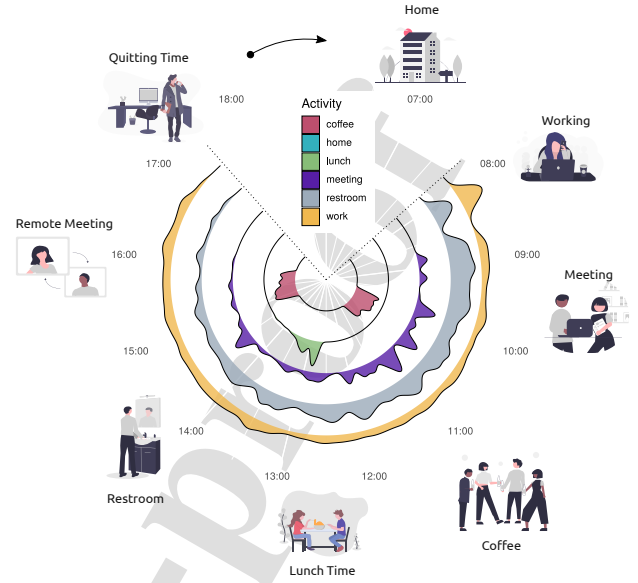 Home
Quitting Time
18:00
07:00
Activity
coffee
home
lunch
meeting
restroom
work
Working
17:00
08:00
Remote Meeting
16:00
09:00
Meeting
15:00
10:00
14:00
11:00
Restroom
13:00
12:00
Coffee
Lunch Time